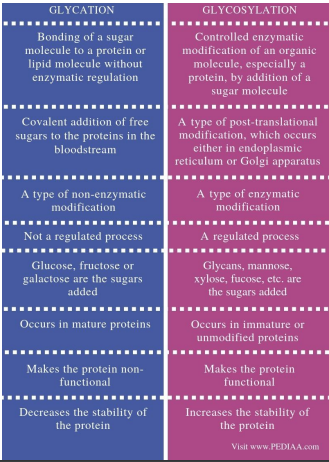 GLYCATION
GLYCOSYLATION
Bonding of a sugar
molecule to a protein or
lipid molecule without
enzymatic regulation
Controlled enzymatic
modification of an organic
molecule, especially a
protein, by addition of a
sugar molecule
Covalent addition of free
sugars to the proteins in the
bloodstream
A type of post-translational
modification, which occurs
either in endoplasmic
reticulum or Golgi apparatus
A type of non-enzymatic
modification
A type of enzymatic
modification
Not a regulated process
A regulated process
Glucose, fructose or
galactose are the sugars
added
Glycans, mannose,
xylose, fucose, etc. are
the sugars added
Occurs in mature proteins
Occurs in immature or
unmodified proteins
Makes the protein non-
functional
Makes the protein
functional
Decreases the stability of
the protein
Increases the stability of
the protein
Visit www.PEDIAA.com